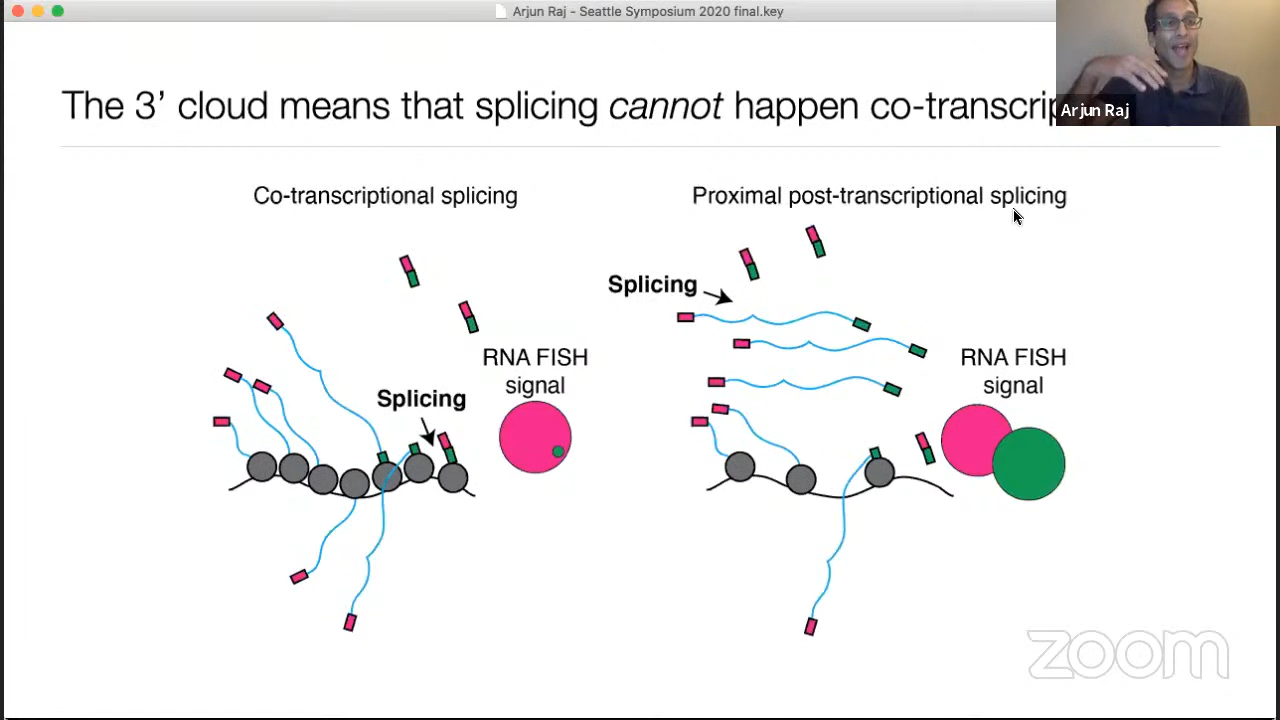 Arjun Raj - Seattle Symposium 2020 final.key
The 3’ cloud means that splicing cannot happen co-transcrip
Arjun Raj
Co-transcriptional splicing
Proximal post-transcriptional splicing
Splicing
RNA FISH
signal
Splicing
RNA FISH
signal
zoom